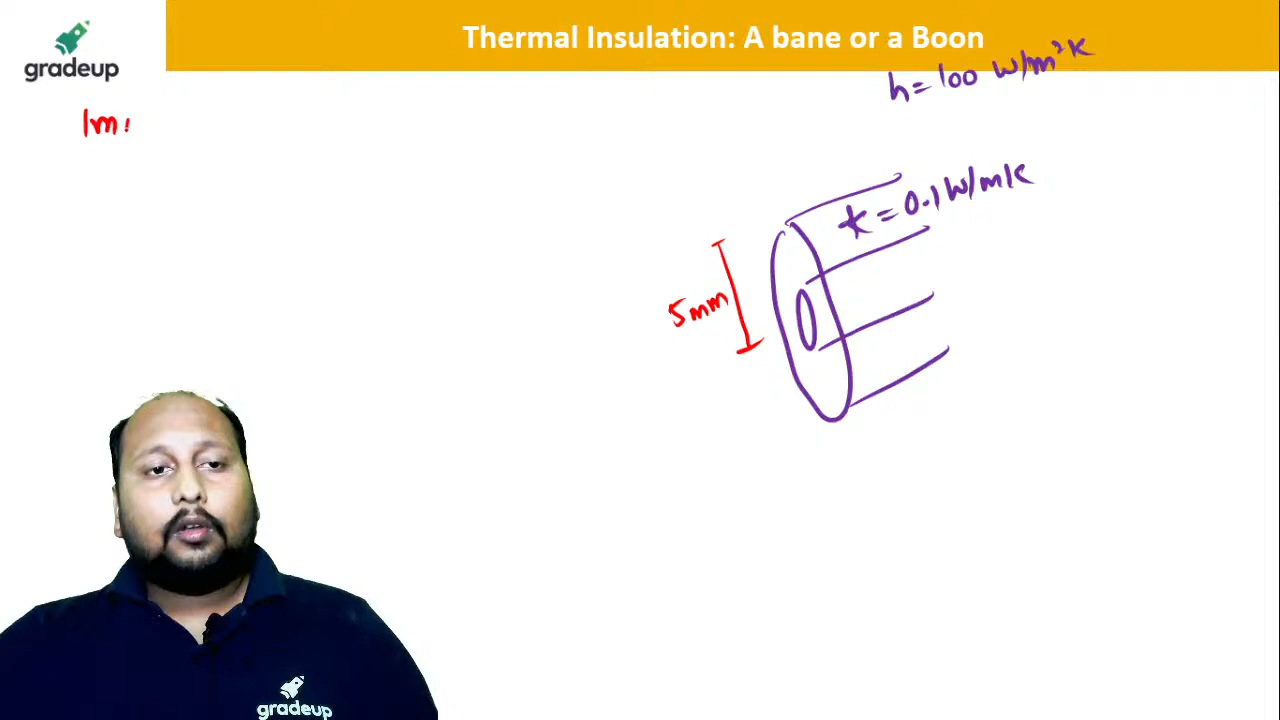 gradeup
Thermal Insulation: A bane or a Boon
h = 100 W/m²K
1m.
k = 0.1 W/mK
5mm
gradeup